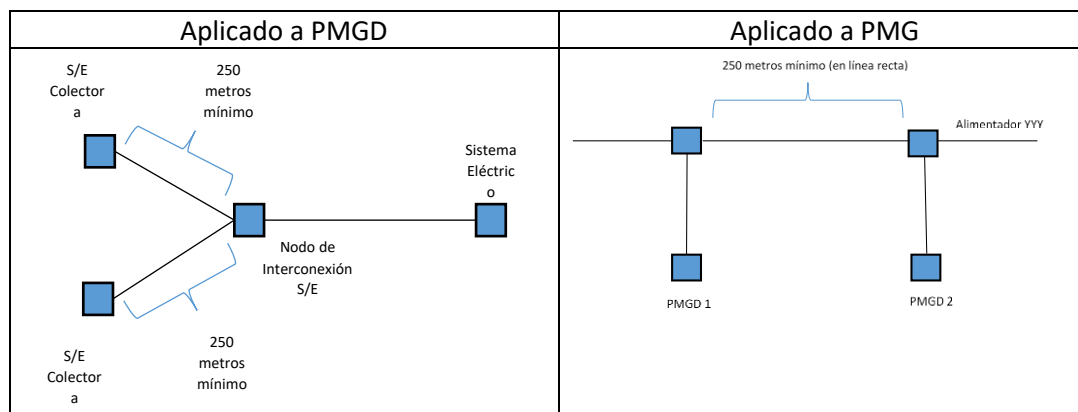 Aplicado a PMGD
Aplicado a PMG
S/E
Colector
a
250
metros
mínimo
Sistema
Eléctric
o
Nodo de
Interconexión
S/E
250
metros
mínimo
S/E
Colector
a
250 metros mínimo (en línea recta)
Alimentador YYY
PMGD 1
PMGD 2